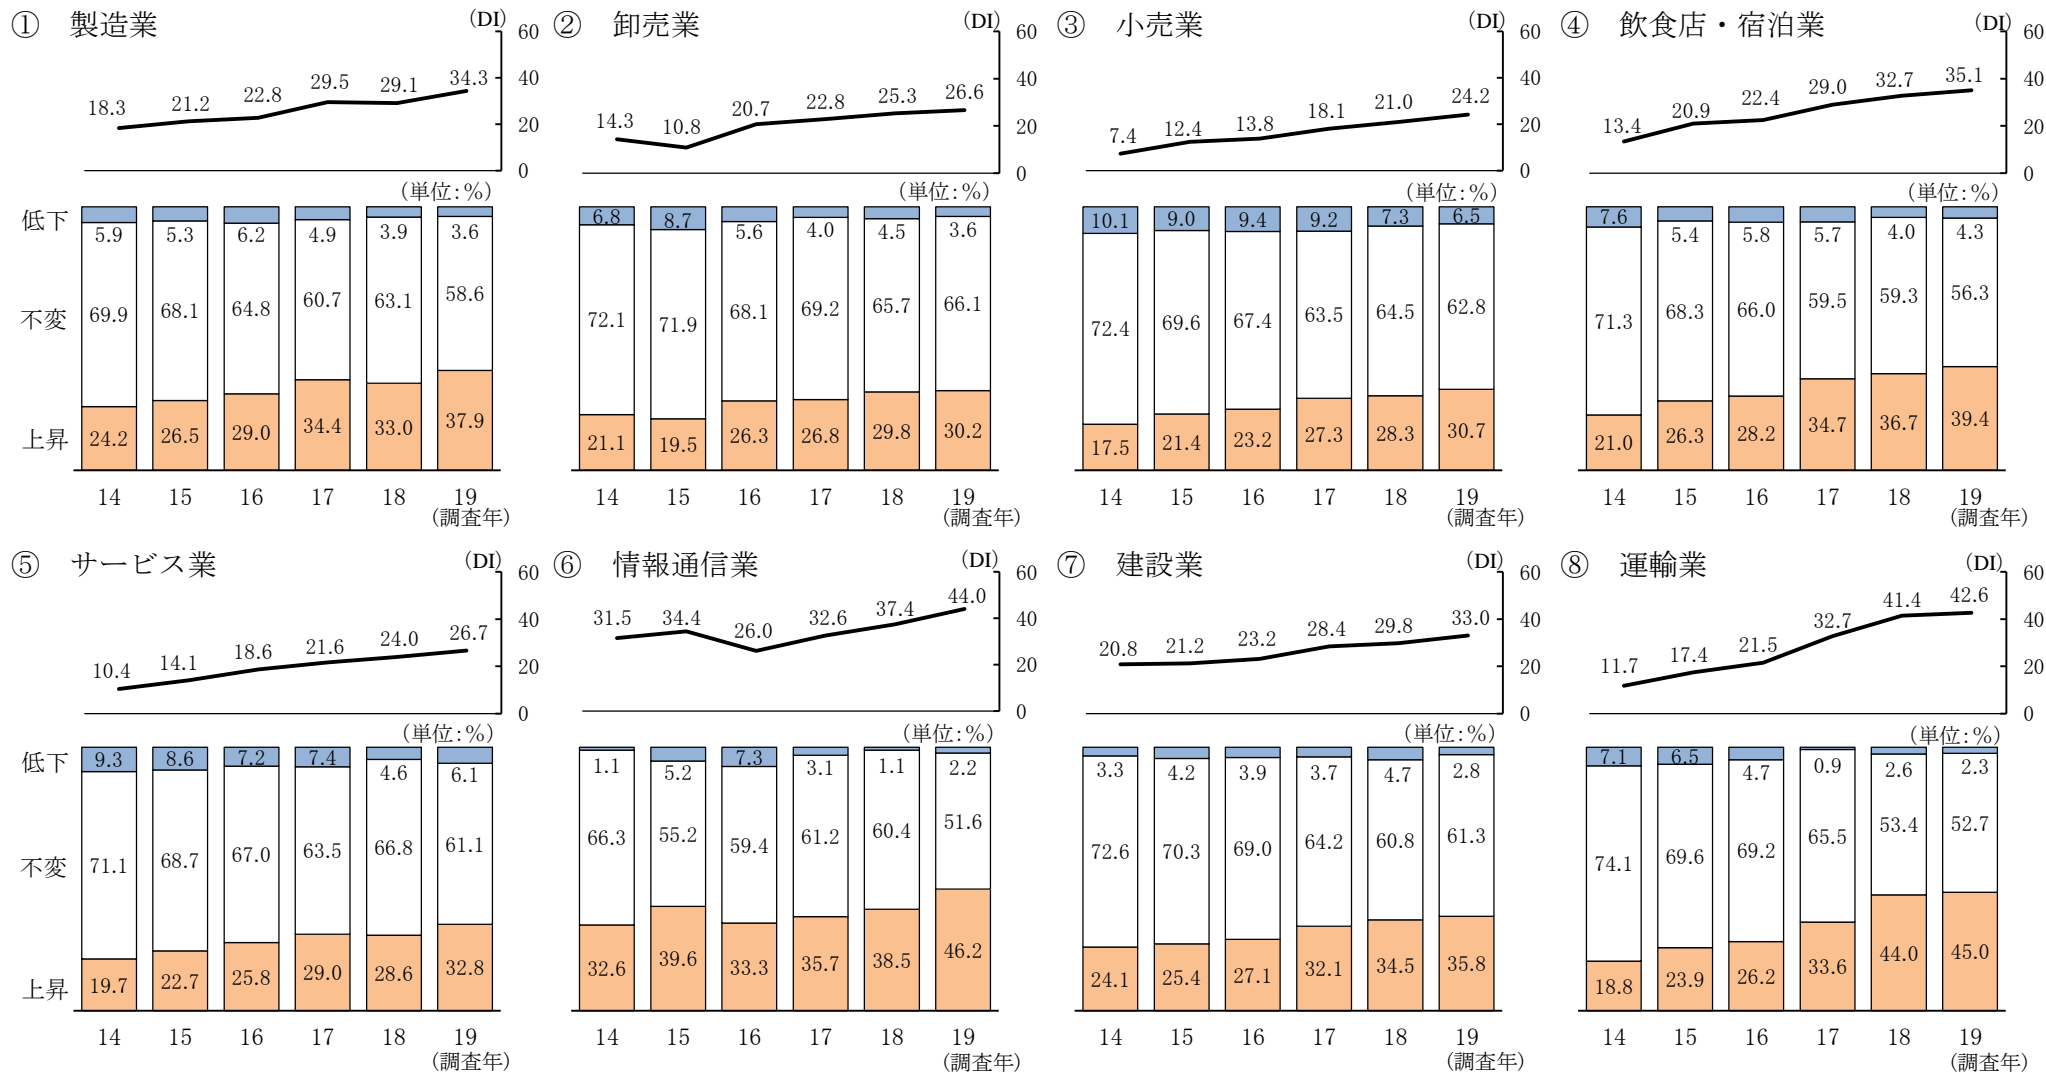 ① 製造業 (DI)
60
40
20
0
18.3 21.2 22.8 29.5 29.1 34.3
(単位:%)
低下 5.9 5.3 6.2 4.9 3.9 3.6
不変 69.9 68.1 64.8 60.7 63.1 58.6
上昇 24.2 26.5 29.0 34.4 33.0 37.9
14 15 16 17 18 19
(調査年)
② 卸売業 (DI)
60
40
20
0
14.3 10.8 20.7 22.8 25.3 26.6
(単位:%)
6.8 8.7 5.6 4.0 4.5 3.6
72.1 71.9 68.1 69.2 65.7 66.1
21.1 19.5 26.3 26.8 29.8 30.2
14 15 16 17 18 19
(調査年)
③ 小売業 (DI)
60
40
20
0
7.4 12.4 13.8 18.1 21.0 24.2
(単位:%)
10.1 9.0 9.4 9.2 7.3 6.5
72.4 69.6 67.4 63.5 64.5 62.8
17.5 21.4 23.2 27.3 28.3 30.7
14 15 16 17 18 19
(調査年)
④ 飲食店・宿泊業 (DI)
60
40
20
0
13.4 20.9 22.4 29.0 32.7 35.1
(単位:%)
7.6 5.4 5.8 5.7 4.0 4.3
71.3 68.3 66.0 59.5 59.3 56.3
21.0 26.3 28.2 34.7 36.7 39.4
14 15 16 17 18 19
(調査年)
⑤ サービス業 (DI)
60
40
20
0
10.4 14.1 18.6 21.6 24.0 26.7
(単位:%)
低下 9.3 8.6 7.2 7.4 4.6 6.1
不変 71.1 68.7 67.0 63.5 66.8 61.1
上昇 19.7 22.7 25.8 29.0 28.6 32.8
14 15 16 17 18 19
(調査年)
⑥ 情報通信業 (DI)
60
40
20
0
31.5 34.4 26.0 32.6 37.4 44.0
(単位:%)
1.1 5.2 7.3 3.1 1.1 2.2
66.3 55.2 59.4 61.2 60.4 51.6
32.6 39.6 33.3 35.7 38.5 46.2
14 15 16 17 18 19
(調査年)
⑦ 建設業 (DI)
60
40
20
0
20.8 21.2 23.2 28.4 29.8 33.0
(単位:%)
3.3 4.2 3.9 3.7 4.7 2.8
72.6 70.3 69.0 64.2 60.8 61.3
24.1 25.4 27.1 32.1 34.5 35.8
14 15 16 17 18 19
(調査年)
⑧ 運輸業 (DI)
60
40
20
0
11.7 17.4 21.5 32.7 41.4 42.6
(単位:%)
7.1 6.5 4.7 0.9 2.6 2.3
74.1 69.6 69.2 65.5 53.4 52.7
18.8 23.9 26.2 33.6 44.0 45.0
14 15 16 17 18 19
(調査年)